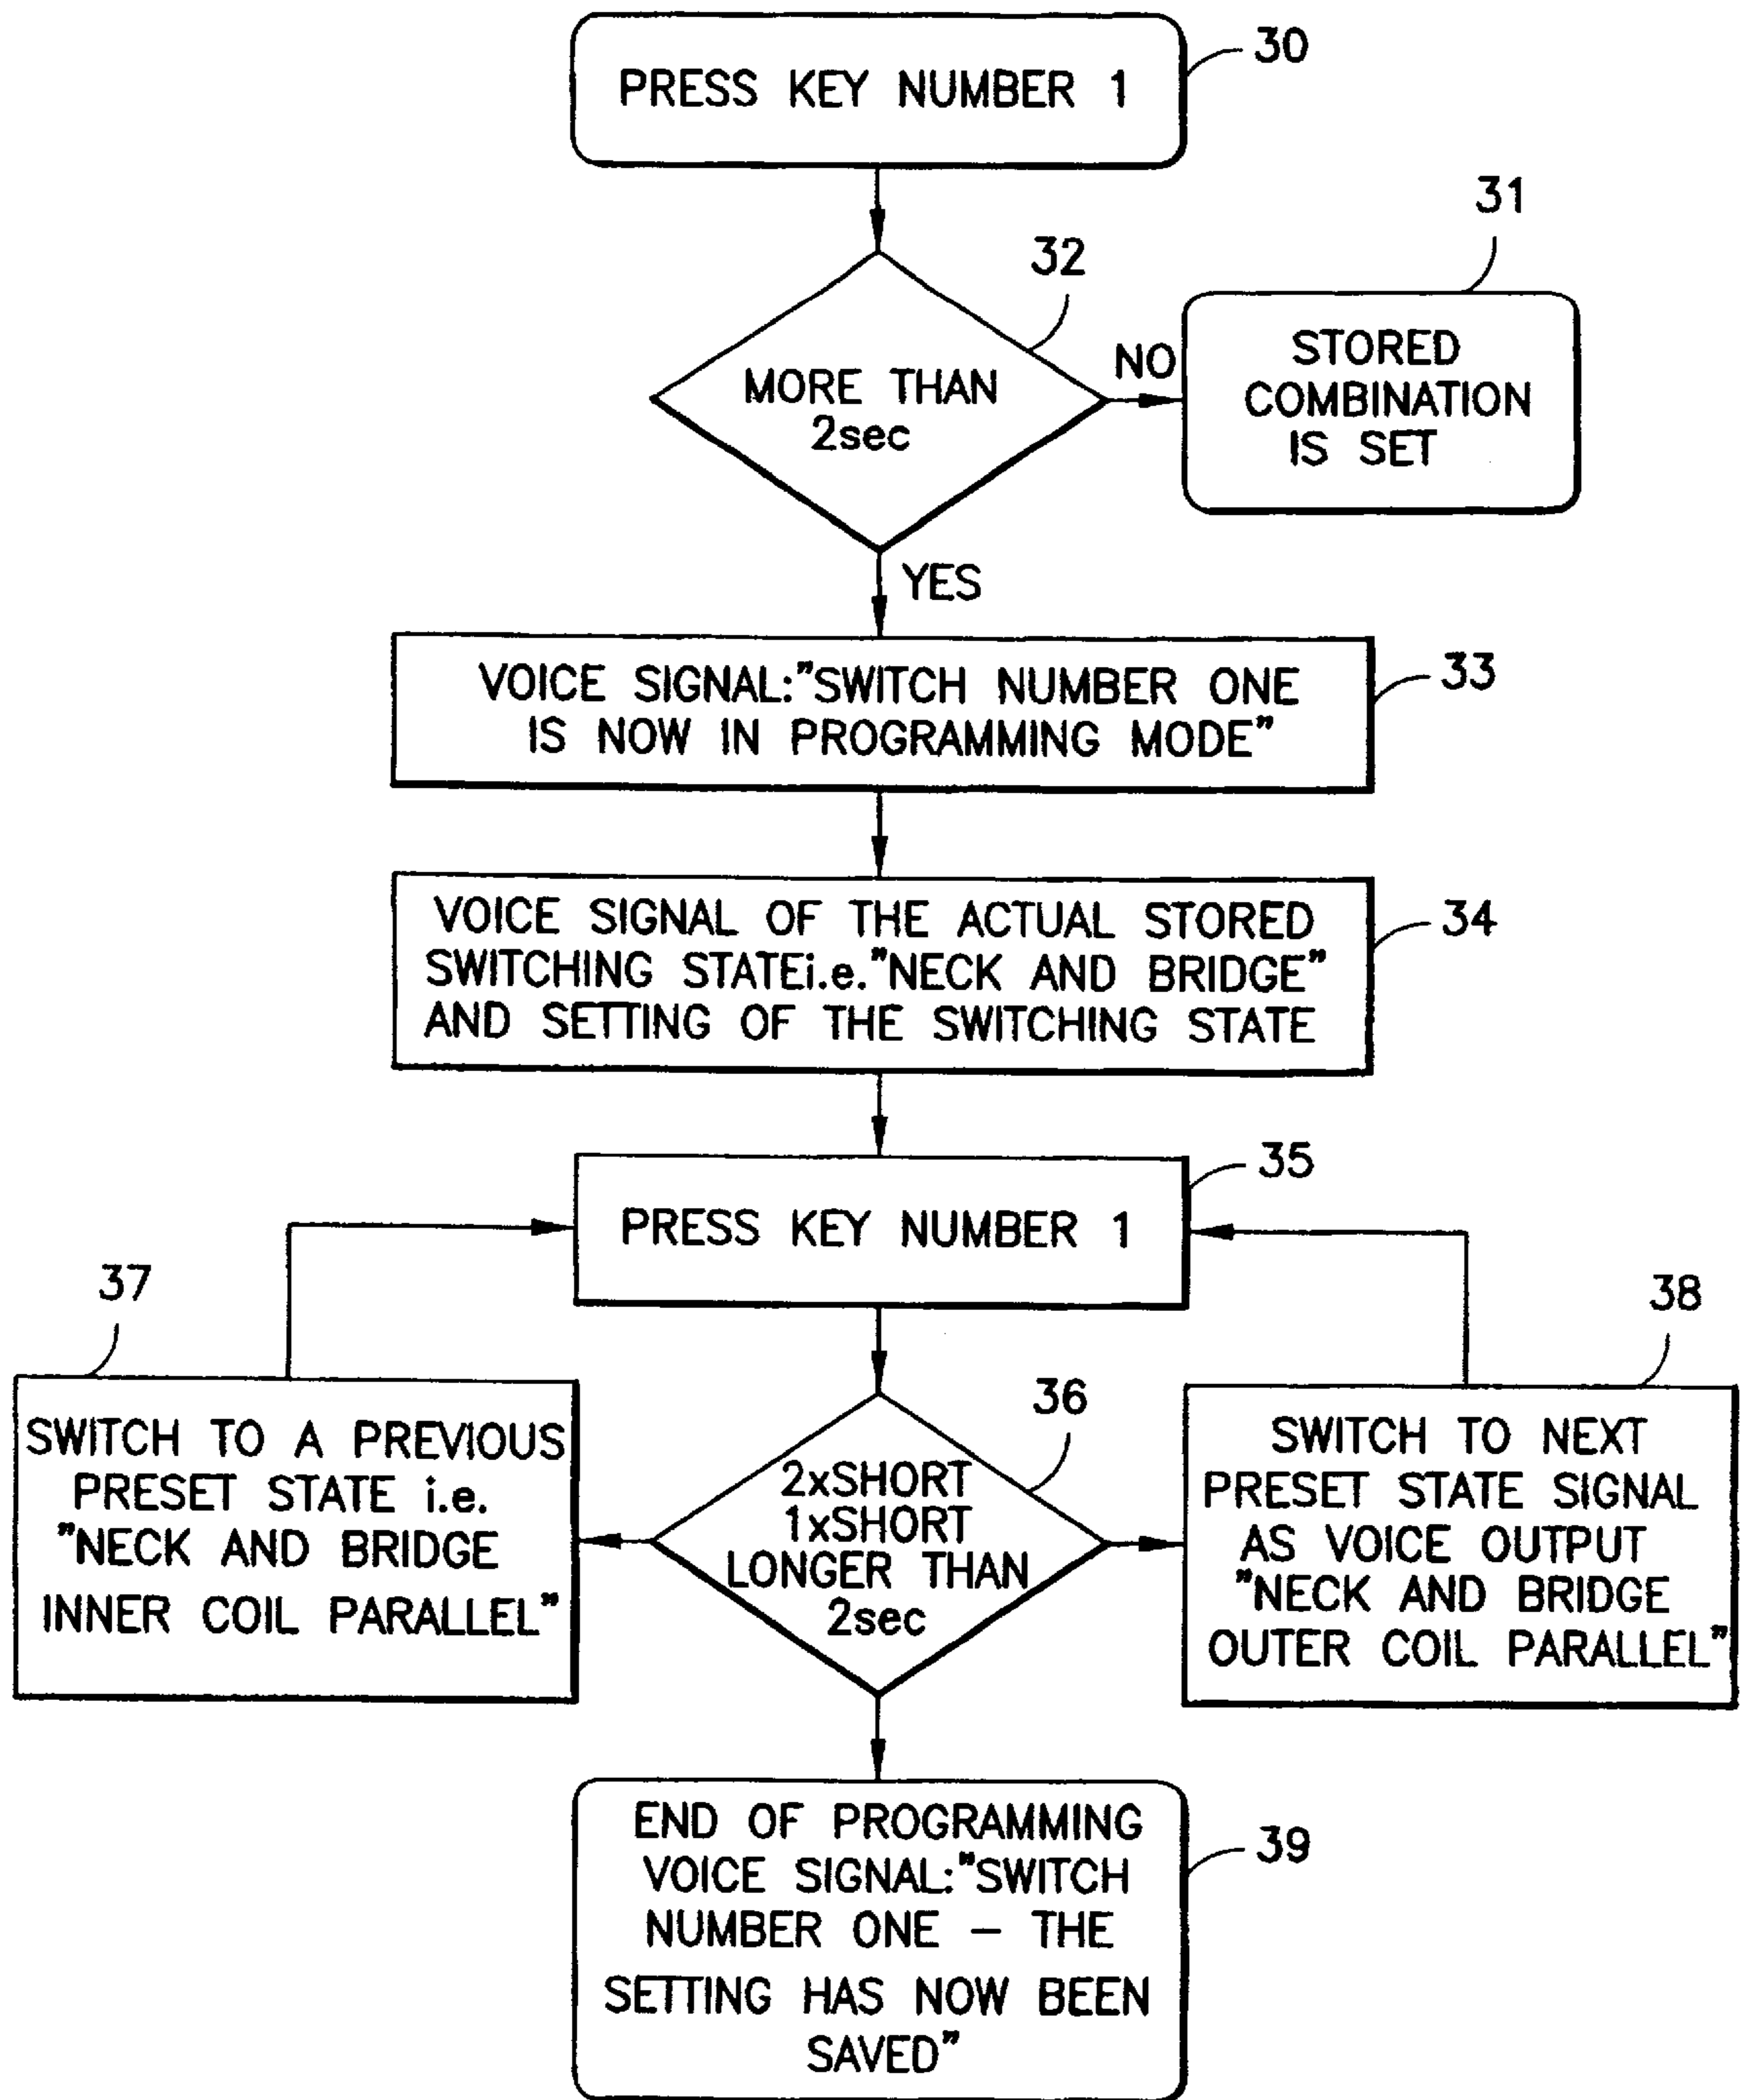 PRESS KEY NUMBER 1
30
31
32
MORE THAN
2sec
NO
STORED
COMBINATION
IS SET
YES
VOICE SIGNAL:"SWITCH NUMBER ONE
IS NOW IN PROGRAMMING MODE"
33
VOICE SIGNAL OF THE ACTUAL STORED
SWITCHING STATEi.e."NECK AND BRIDGE"
AND SETTING OF THE SWITCHING STATE
34
PRESS KEY NUMBER 1
35
37
SWITCH TO A PREVIOUS
PRESET STATE i.e.
"NECK AND BRIDGE
INNER COIL PARALLEL"
36
2xSHORT
1xSHORT
LONGER THAN
2sec
38
SWITCH TO NEXT
PRESET STATE SIGNAL
AS VOICE OUTPUT
"NECK AND BRIDGE
OUTER COIL PARALLEL"
END OF PROGRAMMING
VOICE SIGNAL:"SWITCH
NUMBER ONE – THE
SETTING HAS NOW BEEN
SAVED"
39